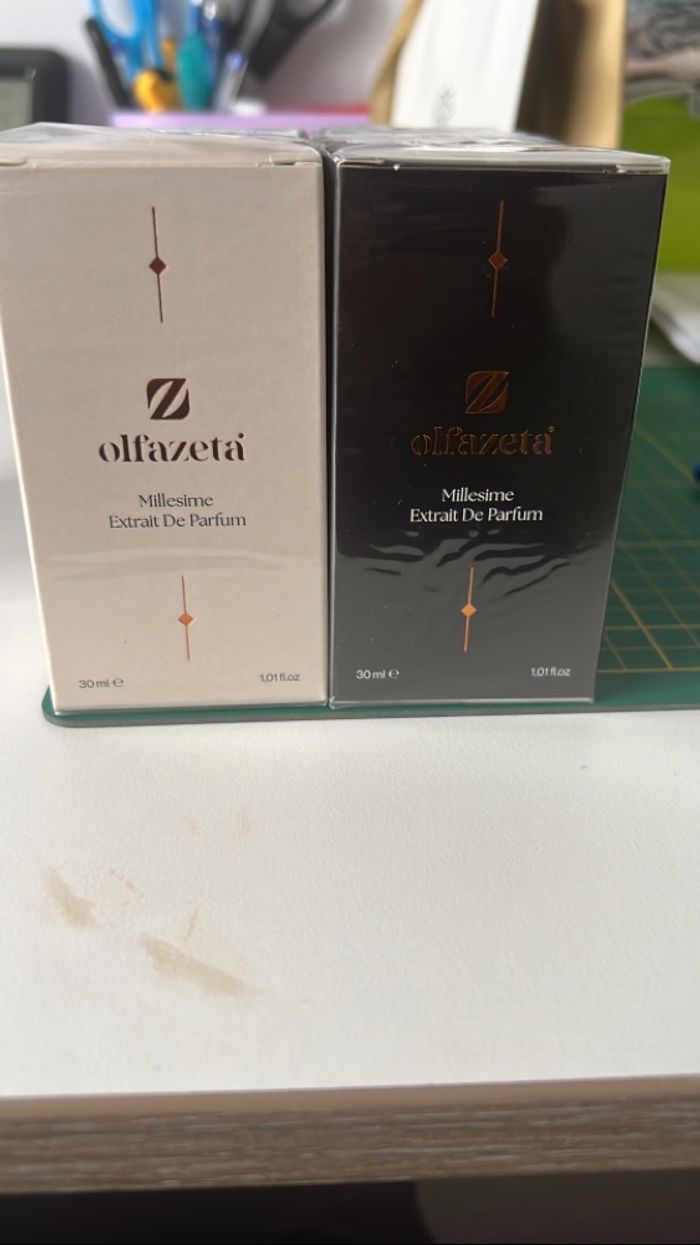 olfazeta
Millesime
Extrait De Parfum
30 ml ℮
1,01 fl.oz
olfazeta
Millesime
Extrait De Parfum
30 ml ℮
1,01 fl.oz